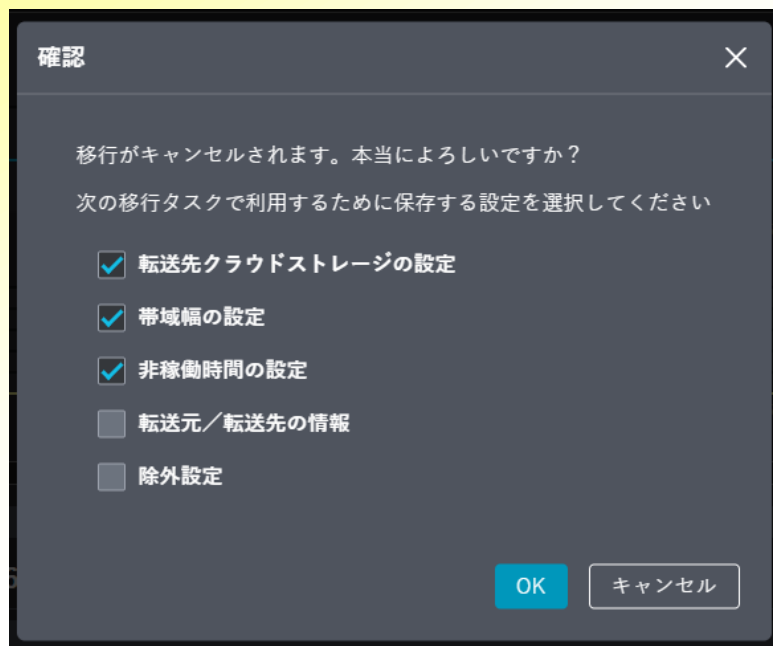 確認
移行がキャンセルされます。本当によろしいですか？
次の移行タスクで利用するために保存する設定を選択してください
転送先クラウドストレージの設定
帯域幅の設定
非稼働時間の設定
転送元／転送先の情報
除外設定
OK キャンセル